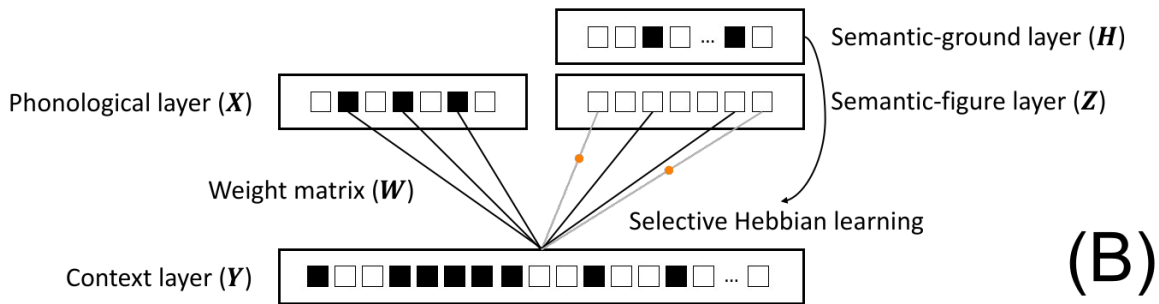 ...
Semantic-ground layer (H)
Phonological layer (X)
Semantic-figure layer (Z)
Weight matrix (W)
Selective Hebbian learning
Context layer (Y)
...
(B)